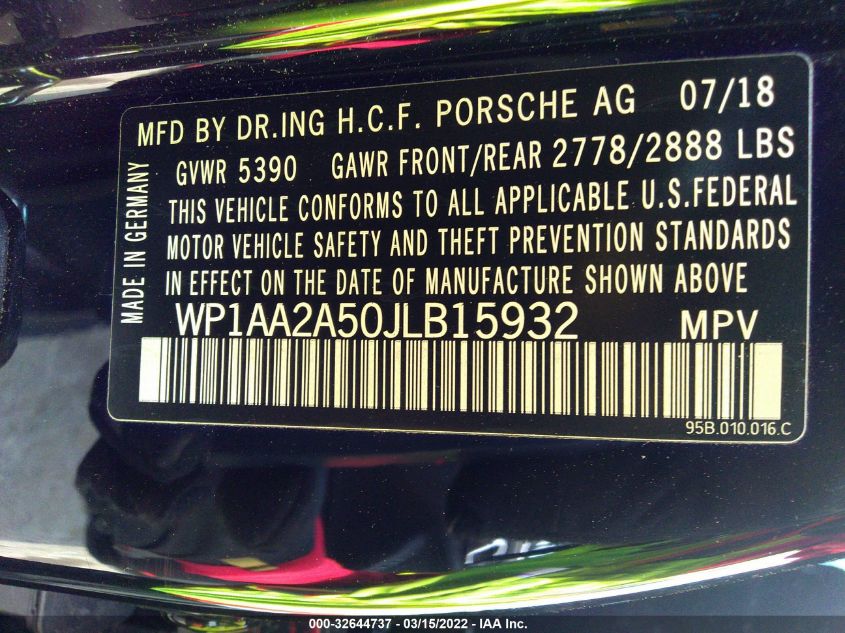 MFD BY DR.ING H.C.F. PORSCHE AG 07/18
GVWR 5390 GAWR FRONT/REAR 2778/2888 LBS
THIS VEHICLE CONFORMS TO ALL APPLICABLE U.S.FEDERAL
MOTOR VEHICLE SAFETY AND THEFT PREVENTION STANDARDS
IN EFFECT ON THE DATE OF MANUFACTURE SHOWN ABOVE
MADE IN GERMANY
WP1AA2A50JLB15932 MPV
95B.010.016.C
000-32644737 - 03/15/2022 - IAA Inc.